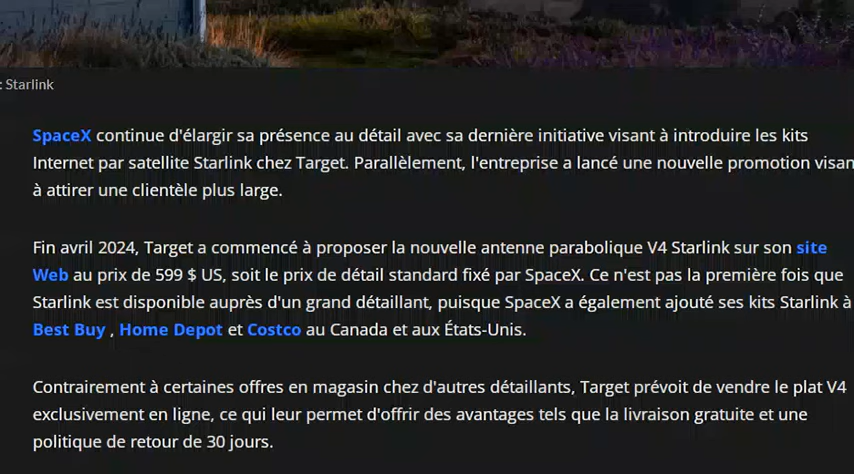 : Starlink
SpaceX continue d'élargir sa présence au détail avec sa dernière initiative visant à introduire les kits
Internet par satellite Starlink chez Target. Parallèlement, l'entreprise a lancé une nouvelle promotion visan
à attirer une clientèle plus large.
Fin avril 2024, Target a commencé à proposer la nouvelle antenne parabolique V4 Starlink sur son site
Web au prix de 599 $ US, soit le prix de détail standard fixé par SpaceX. Ce n'est pas la première fois que
Starlink est disponible auprès d'un grand détaillant, puisque SpaceX a également ajouté ses kits Starlink à
Best Buy , Home Depot et Costco au Canada et aux États-Unis.
Contrairement à certaines offres en magasin chez d'autres détaillants, Target prévoit de vendre le plat V4
exclusivement en ligne, ce qui leur permet d'offrir des avantages tels que la livraison gratuite et une
politique de retour de 30 jours.